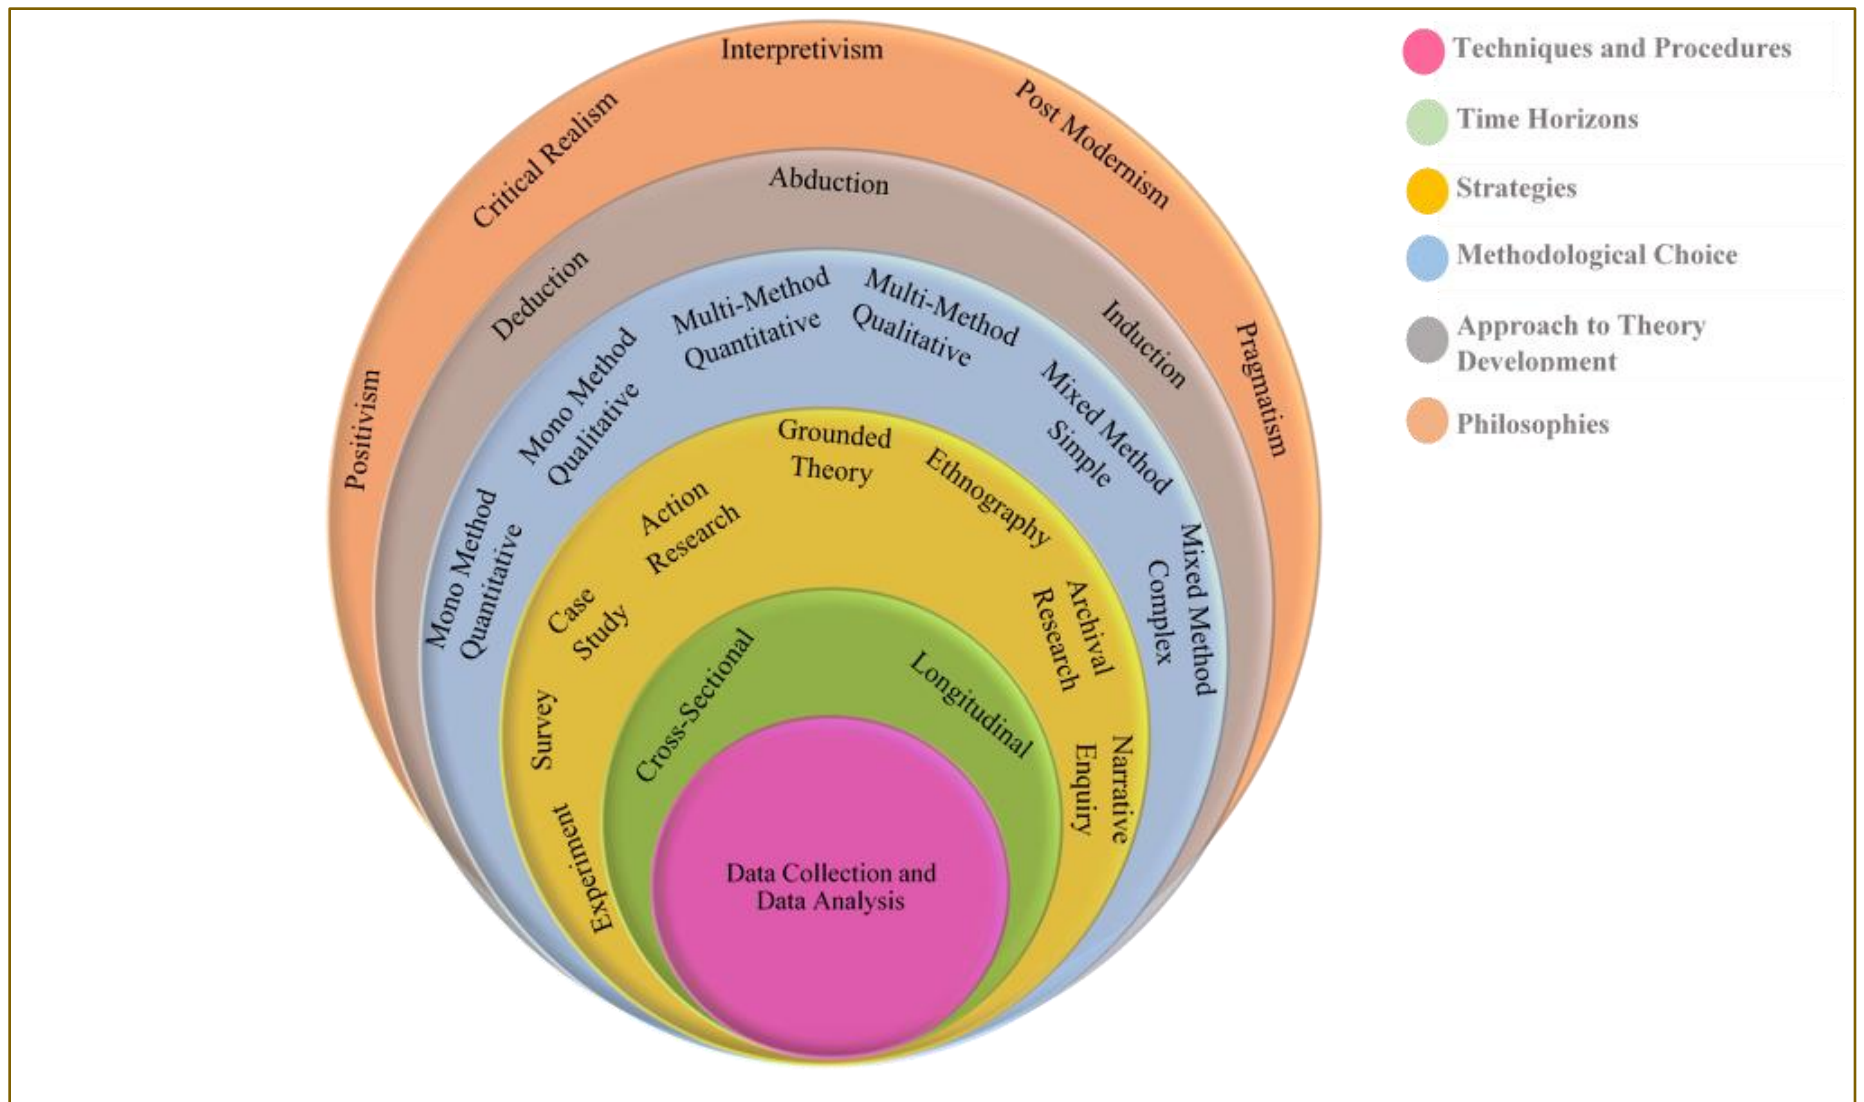 Interpretivism
Critical Realism
Post Modernism
Positivism
Pragmatism
Abduction
Deduction
Induction
Mono Method
Quantitative
Mono Method
Qualitative
Multi-Method
Quantitative
Multi-Method
Qualitative
Mixed Method
Simple
Mixed Method
Complex
Experiment
Survey
Case
Study
Action
Research
Grounded
Theory
Ethnography
Archival
Research
Narrative
Enquiry
Cross-Sectional
Longitudinal
Data Collection and
Data Analysis
Techniques and Procedures
Time Horizons
Strategies
Methodological Choice
Approach to Theory
Development
Philosophies